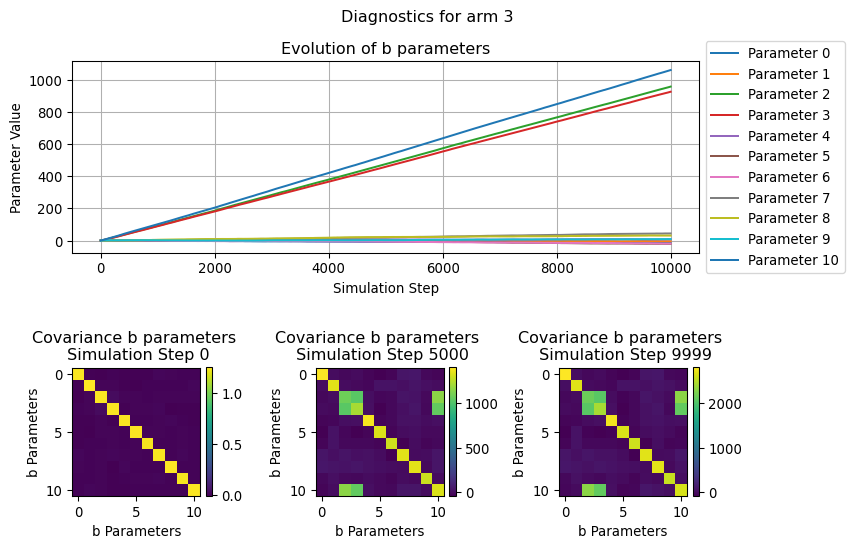 Diagnostics for arm 3
Evolution of b parameters
Parameter Value
1000
800
600
400
200
0
0 2000 4000 6000 8000 10000
Simulation Step
Parameter 0
Parameter 1
Parameter 2
Parameter 3
Parameter 4
Parameter 5
Parameter 6
Parameter 7
Parameter 8
Parameter 9
Parameter 10
Covariance b parameters
Simulation Step 0
b Parameters
0
5
10
0 5 10
b Parameters
1.0
0.5
0.0
Covariance b parameters
Simulation Step 5000
b Parameters
0
5
10
0 5 10
b Parameters
1000
500
0
Covariance b parameters
Simulation Step 9999
b Parameters
0
5
10
0 5 10
b Parameters
2000
1000
0